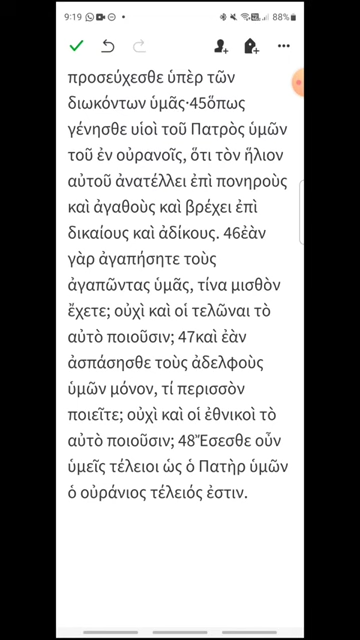 9:19
88%
προσεύχεσθε ὑπὲρ τῶν
διωκόντων ὑμᾶς·45ὅπως
γένησθε υἱοὶ τοῦ Πατρὸς ὑμῶν
τοῦ ἐν οὐρανοῖς, ὅτι τὸν ἥλιον
αὐτοῦ ἀνατέλλει ἐπὶ πονηροὺς
καὶ ἀγαθοὺς καὶ βρέχει ἐπὶ
δικαίους καὶ ἀδίκους. 46ἐὰν
γὰρ ἀγαπήσητε τοὺς
ἀγαπῶντας ὑμᾶς, τίνα μισθὸν
ἔχετε; οὐχὶ καὶ οἱ τελῶναι τὸ
αὐτὸ ποιοῦσιν; 47καὶ ἐὰν
ἀσπάσησθε τοὺς ἀδελφοὺς
ὑμῶν μόνον, τί περισσὸν
ποιεῖτε; οὐχὶ καὶ οἱ ἐθνικοὶ τὸ
αὐτὸ ποιοῦσιν; 48Ἔσεσθε οὖν
ὑμεῖς τέλειοι ὡς ὁ Πατὴρ ὑμῶν
ὁ οὐράνιος τέλειός ἐστιν.